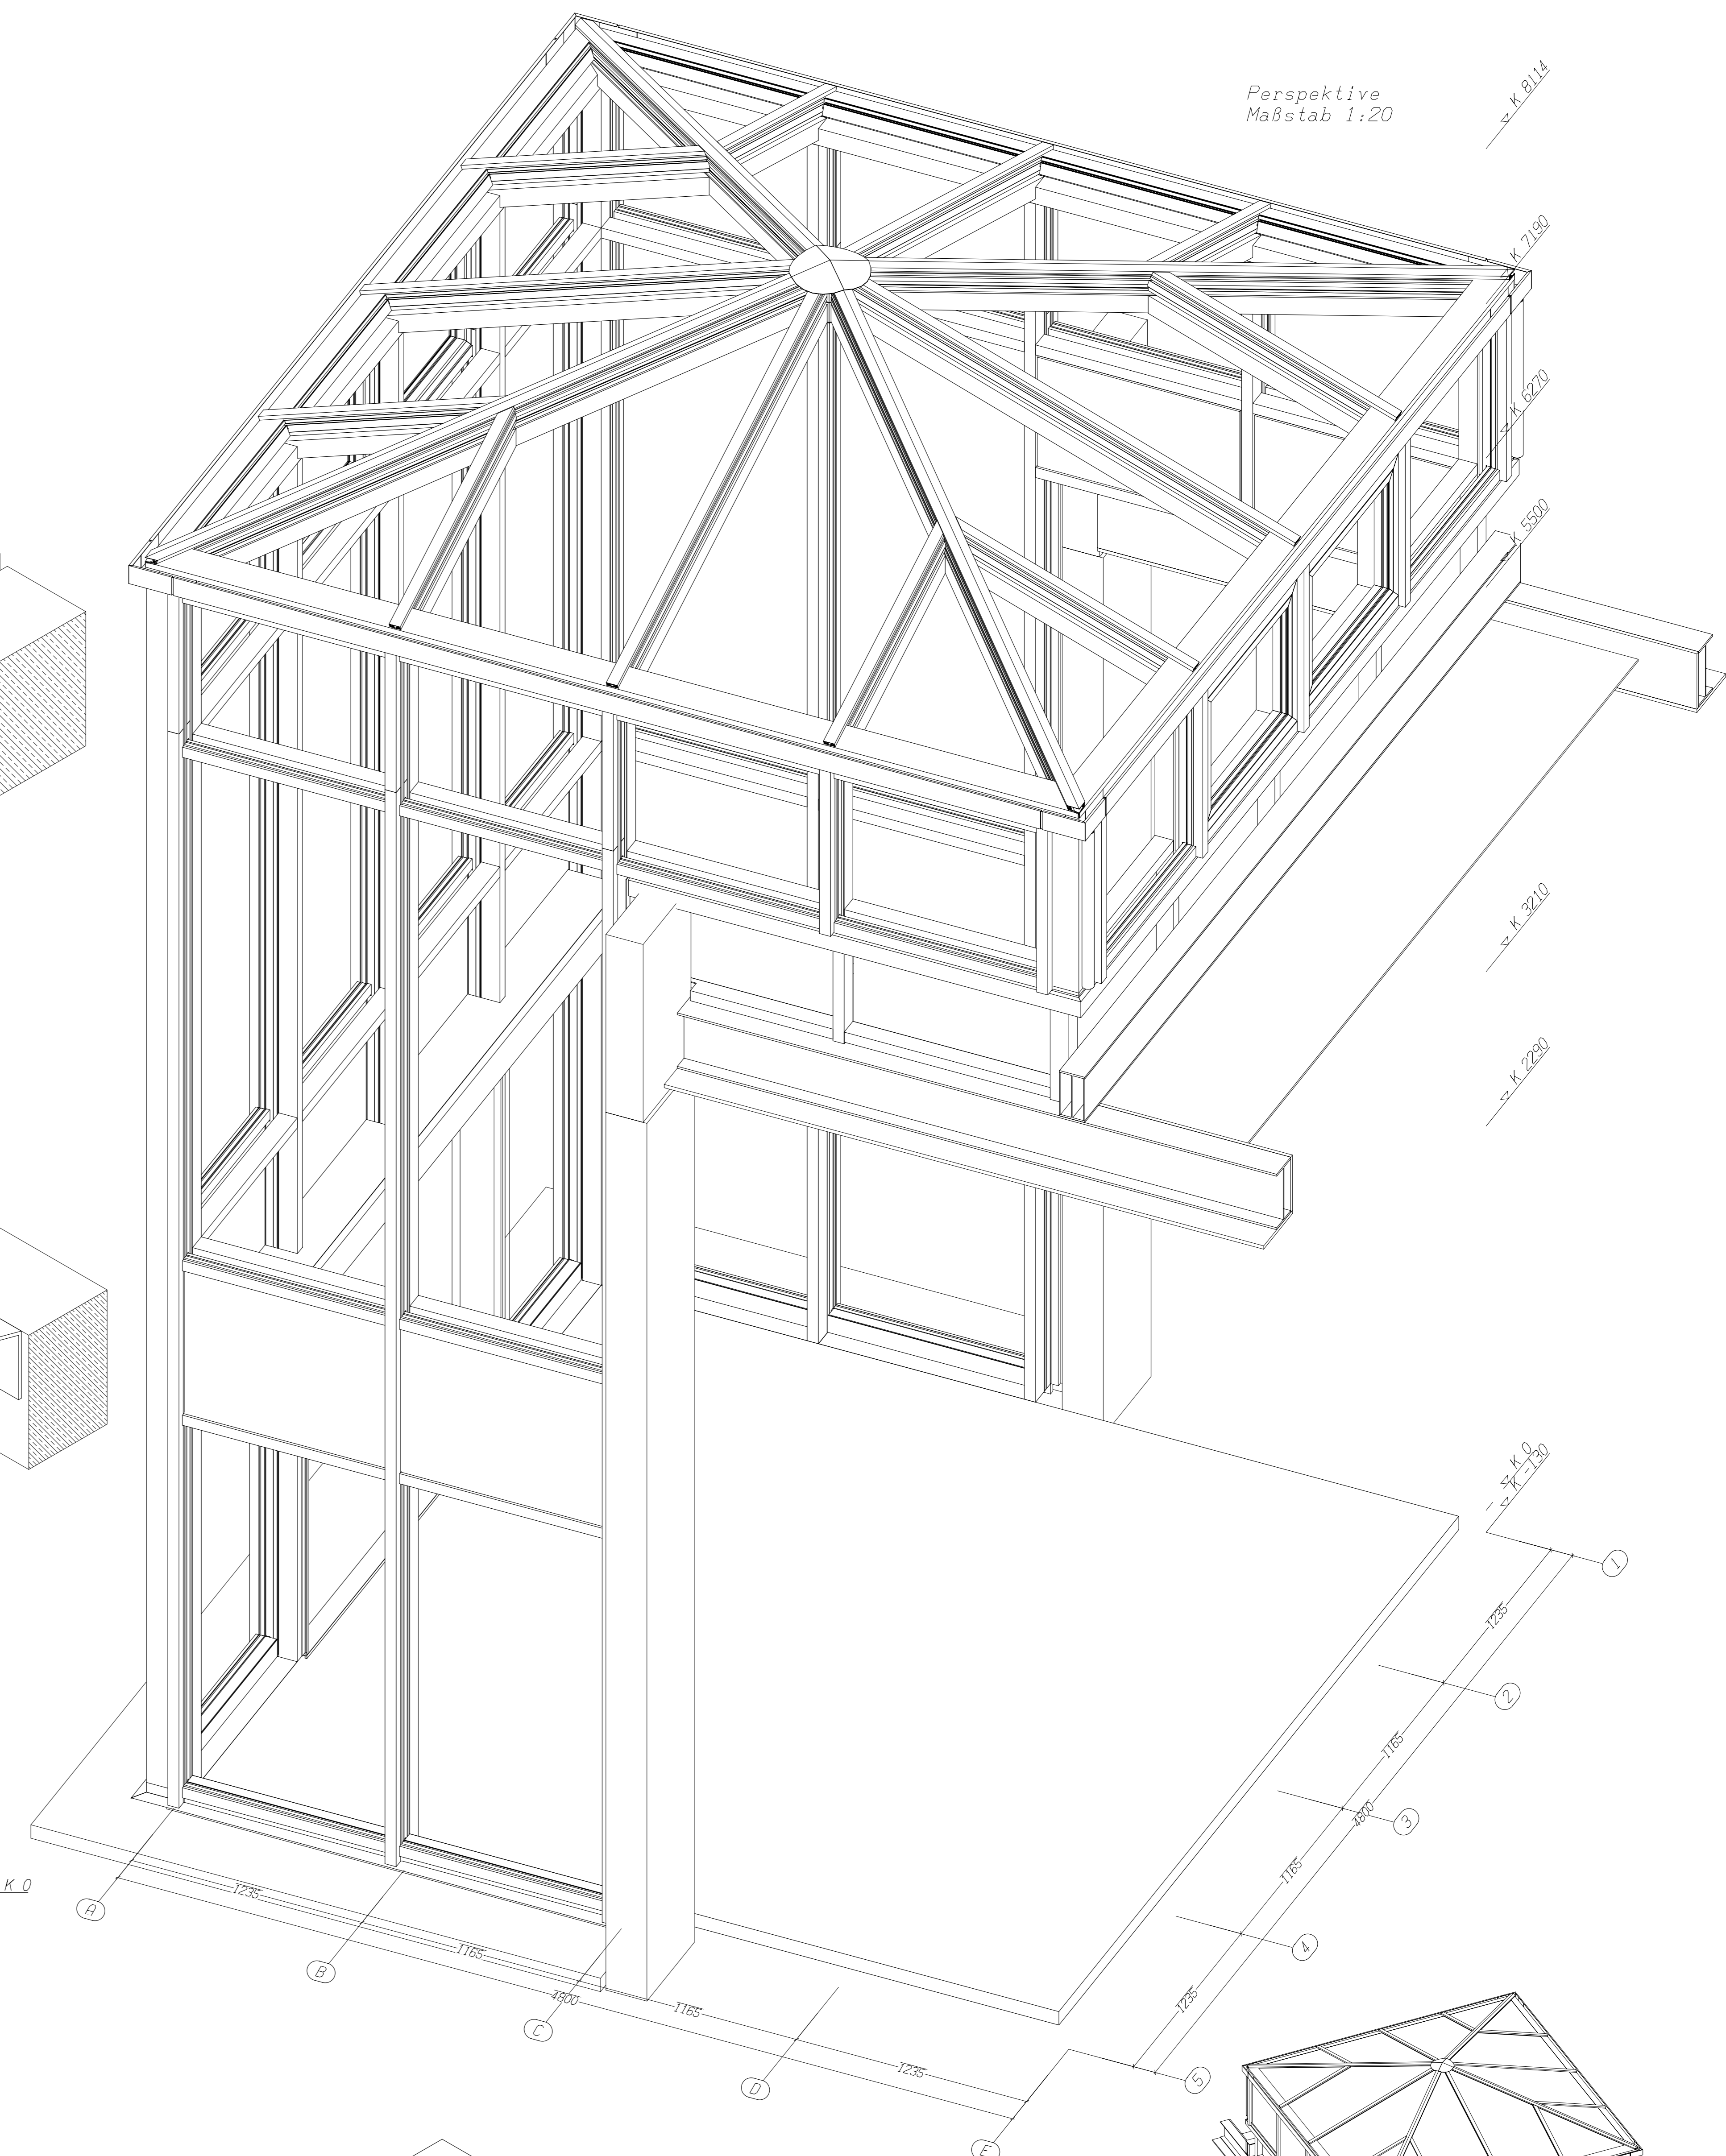 Perspektive
Maßstab 1:20
K 8114
K 7190
K 6270
K 5500
K 3210
K 2290
K 0
K -130
1
1235
2
1165
3
4800
1165
4
1235
5
K 0
A
1235
B
1165
4800
C
1165
D
1235
E